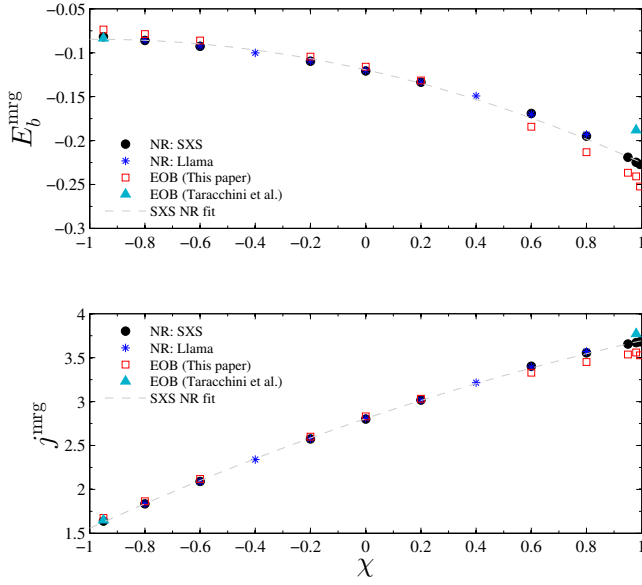 −0.05
−0.1
−0.15
−0.2
−0.25
−0.3
E_b^mrg
NR: SXS
NR: Llama
EOB (This paper)
EOB (Taracchini et al.)
SXS NR fit
−1 −0.8 −0.6 −0.4 −0.2 0 0.2 0.4 0.6 0.8 1
4
3.5
3
2.5
2
1.5
j^mrg
NR: SXS
NR: Llama
EOB (This paper)
EOB (Taracchini et al.)
SXS NR fit
−1 −0.8 −0.6 −0.4 −0.2 0 0.2 0.4 0.6 0.8 1
χ